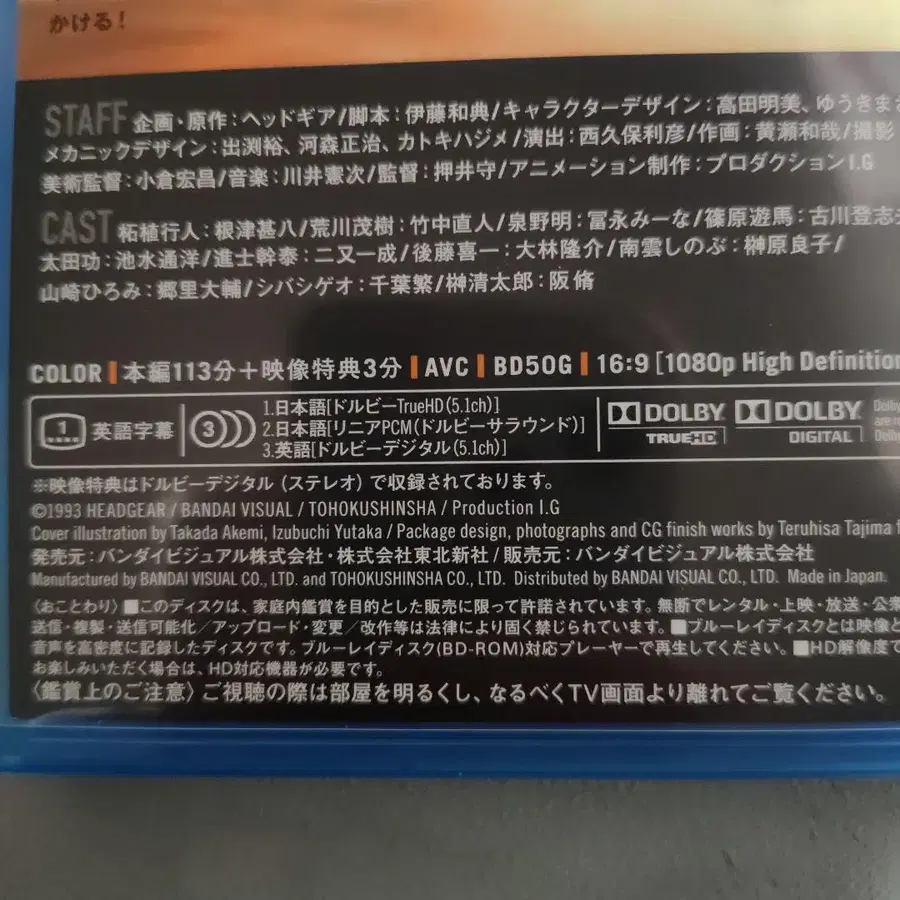 かける!
STAFF 企画・原作:ヘッドギア/脚本:伊藤和典/キャラクターデザイン:高田明美、ゆうきまさ
メカニックデザイン:出渕裕、河森正治、カトキハジメ/演出:西久保利彦/作画:黄瀬和哉/撮影
美術監督:小倉宏昌/音楽:川井憲次/監督:押井守/アニメーション制作:プロダクションI.G
CAST 柘植行人:根津甚八/荒川茂樹:竹中直人/泉野明:冨永みーな/篠原遊馬:古川登志夫
太田功:池水通洋/進士幹泰:二又一成/後藤喜一:大林隆介/南雲しのぶ:榊原良子/
山崎ひろみ:郷里大輔/シバシゲオ:千葉繁/榊清太郎:阪脩
COLOR | 本編113分+映像特典3分 | AVC | BD50G | 16:9 [1080p High Definition
1 英語字幕 3 1.日本語[ドルビーTrueHD(5.1ch)]
2.日本語[リニアPCM(ドルビーサラウンド)]
3.英語[ドルビーデジタル(5.1ch)]
DOLBY TRUEHD DOLBY DIGITAL Dolby
are
Dolby
※映像特典はドルビーデジタル(ステレオ)で収録されております。
©1993 HEADGEAR / BANDAI VISUAL / TOHOKUSHINSHA / Production I.G
Cover illustration by Takada Akemi, Izubuchi Yutaka / Package design, photographs and CG finish works by Teruhisa Tajima
発売元:バンダイビジュアル株式会社・株式会社東北新社/販売元:バンダイビジュアル株式会社
Manufactured by BANDAI VISUAL CO., LTD. and TOHOKUSHINSHA CO., LTD. Distributed by BANDAI VISUAL CO., LTD. Made in Japan.
〈おことわり〉■このディスクは、家庭内鑑賞を目的とした販売に限って許諾されています。無断でレンタル・上映・放送・公衆
送信・複製・送信可能化/アップロード・変更/改作等は法律により固く禁じられています。■ブルーレイディスクとは映像と
音声を高密度に記録したディスクです。ブルーレイディスク(BD-ROM)対応プレーヤーで再生してください。■HD解像度で
お楽しみいただく場合は、HD対応機器が必要です。
〈鑑賞上のご注意〉ご視聴の際は部屋を明るくし、なるべくTV画面より離れてご覧ください。